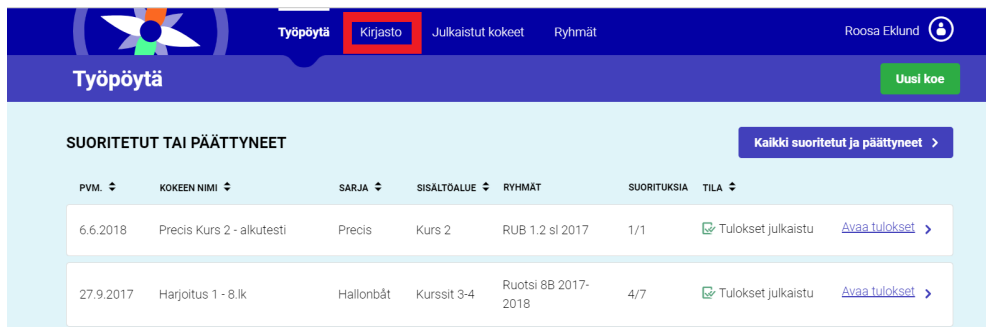 Työpöytä Kirjasto Julkaistut kokeet Ryhmät Roosa Eklund
Työpöytä Uusi koe
SUORITETUT TAI PÄÄTTYNEET Kaikki suoritetut ja päättyneet
PVM. KOKEEN NIMI SARJA SISÄLTÖALUE RYHMÄT SUORITUKSIA TILA
6.6.2018 Precis Kurs 2 - alkutesti Precis Kurs 2 RUB 1.2 sl 2017 1/1 Tulokset julkaistu Avaa tulokset
27.9.2017 Harjoitus 1 - 8.lk Hallonbåt Kurssit 3-4 Ruotsi 8B 2017- 4/7 Tulokset julkaistu Avaa tulokset
2018